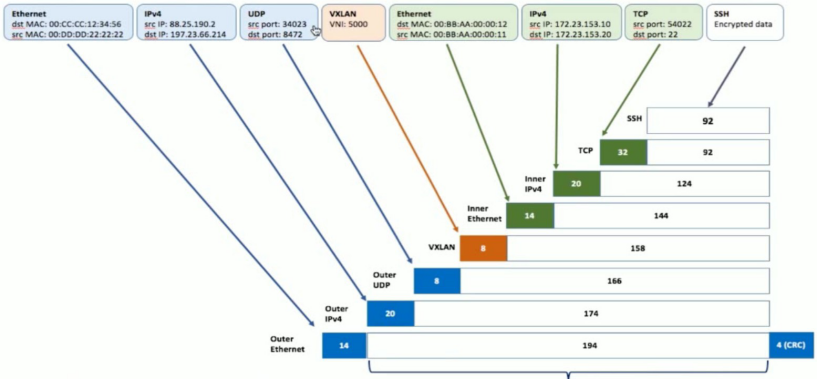 Ethernet
dst MAC: 00:CC:CC:12:34:56
src MAC: 00:DD:DD:22:22:22
IPv4
src IP: 88.25.190.2
dst IP: 197.23.66.214
UDP
src port: 34023
dst port: 8472
VXLAN
VNI: 5000
Ethernet
dst MAC: 00:BB:AA:00:00:12
src MAC: 00:BB:AA:00:00:11
IPv4
src IP: 172.23.153.10
dst IP: 172.23.153.20
TCP
src port: 54022
dst port: 22
SSH
Encrypted data
SSH
92
TCP
32
92
Inner
IPv4
20
124
Inner
Ethernet
14
144
VXLAN
8
158
Outer
UDP
8
166
Outer
IPv4
20
174
Outer
Ethernet
14
194
4 (CRC)